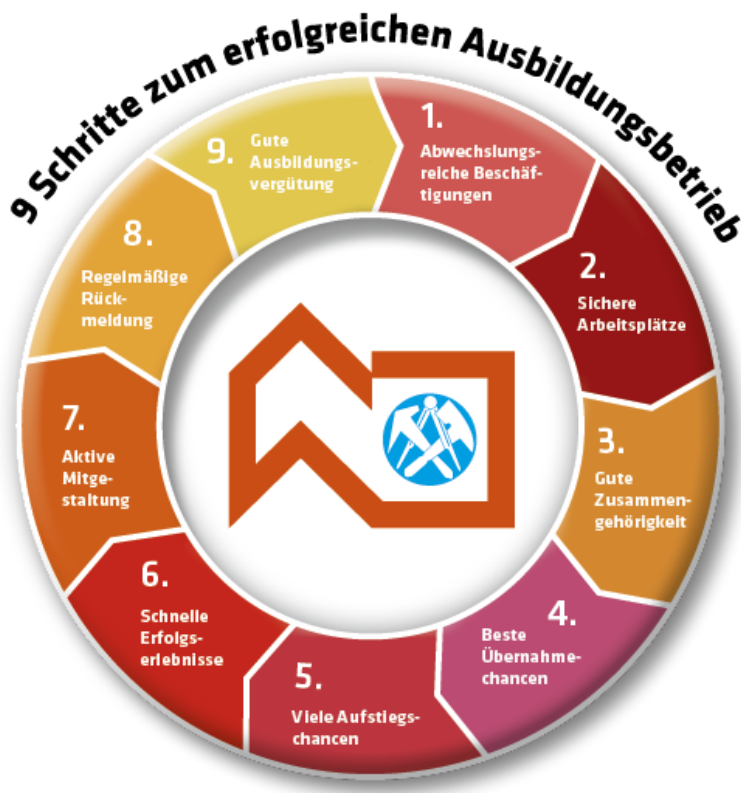 9 Schritte zum erfolgreichen Ausbildungsbetrieb
1.
Abwechslungs-
reiche Beschäf-
tigungen
2.
Sichere
Arbeitsplätze
3.
Gute
Zusammen-
gehörigkeit
4.
Beste
Übernahme-
chancen
5.
Viele Aufstiegs-
chancen
6.
Schnelle
Erfolgs-
erlebnisse
7.
Aktive
Mitge-
staltung
8.
Regelmäßige
Rück-
meldung
9.
Gute
Ausbildungs-
vergütung